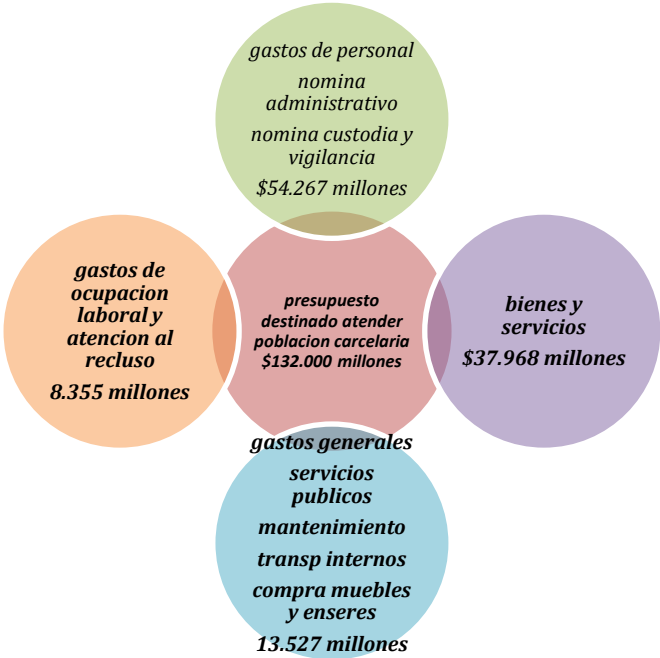 gastos de personal
nomina
administrativo
nomina custodia y
vigilancia
$54.267 millones
gastos de
ocupacion
laboral y
atencion al
recluso
8.355 millones
presupuesto
destinado atender
poblacion carcelaria
$132.000 millones
bienes y
servicios
$37.968 millones
gastos generales
servicios
publicos
mantenimiento
transp internos
compra muebles
y enseres
13.527 millones